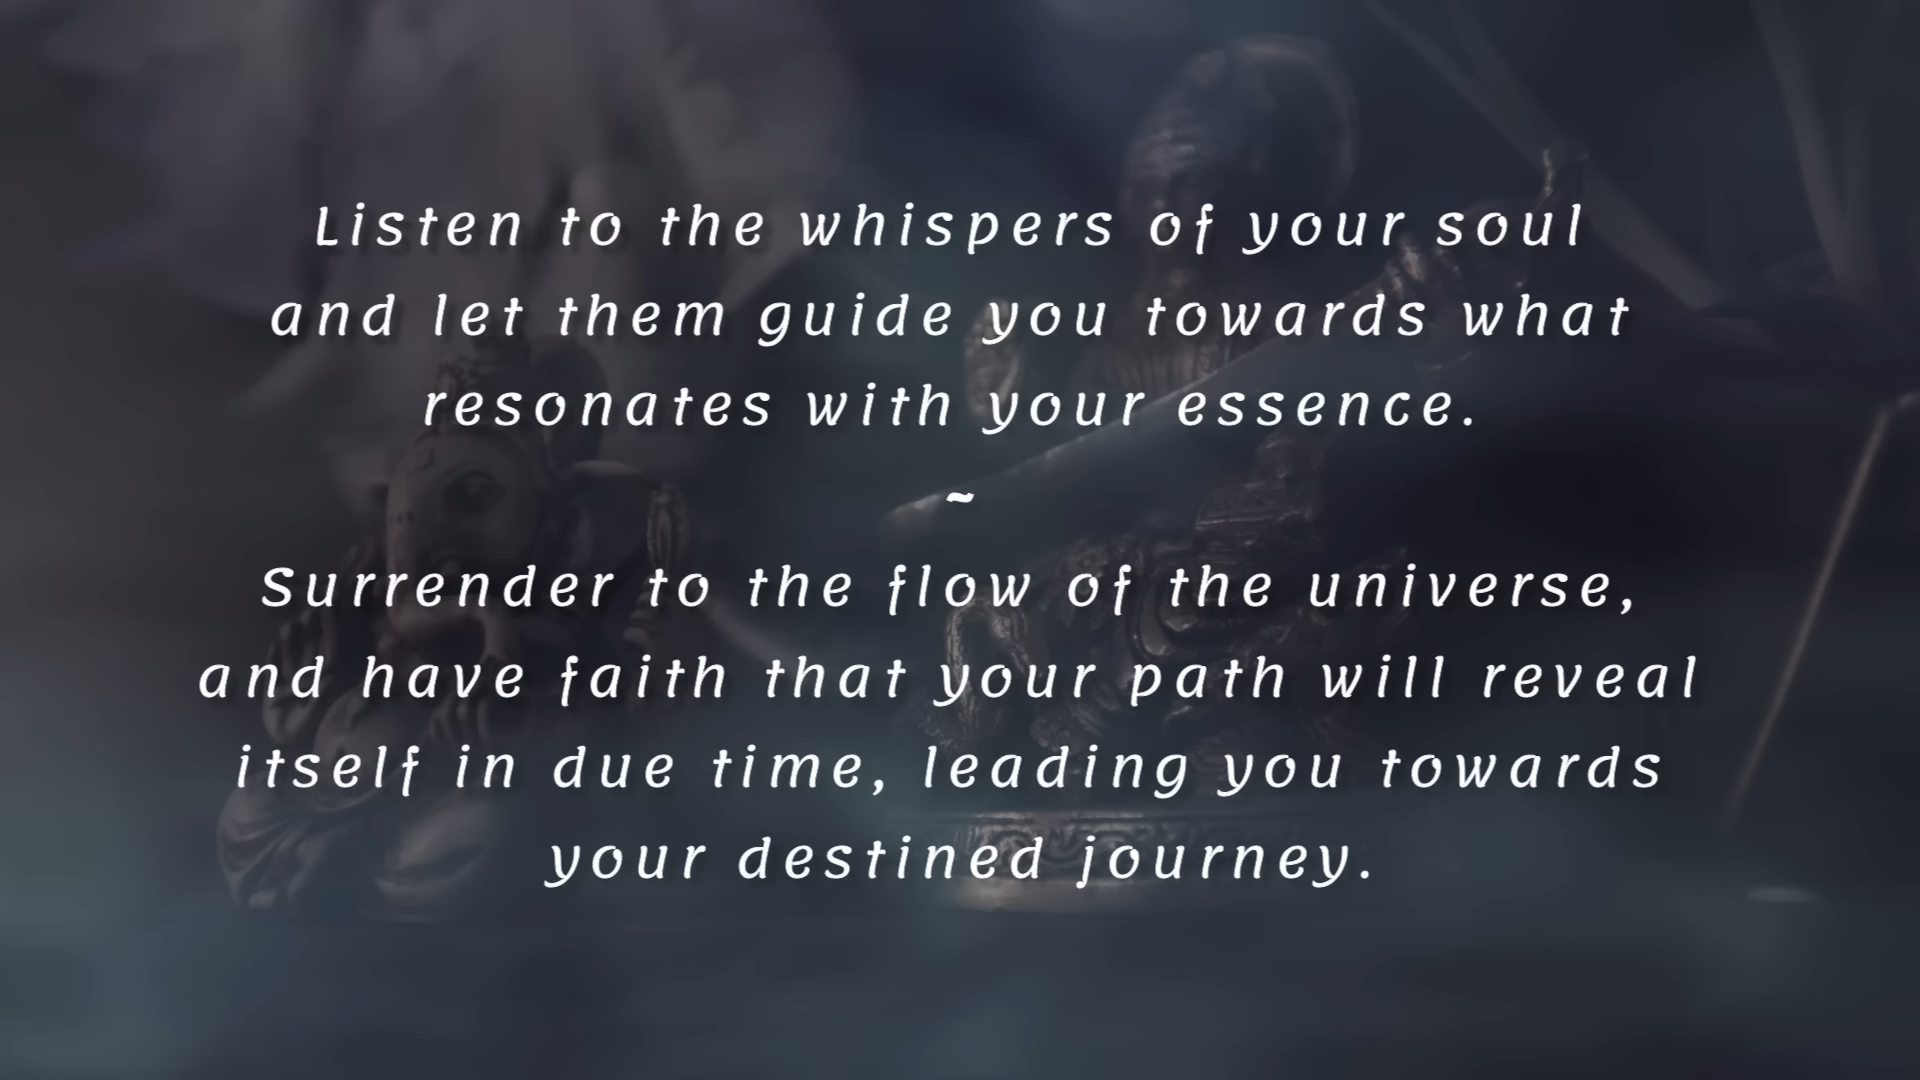 Listen to the whispers of your soul
and let them guide you towards what
resonates with your essence.
~
Surrender to the flow of the universe,
and have faith that your path will reveal
itself in due time, leading you towards
your destined journey.